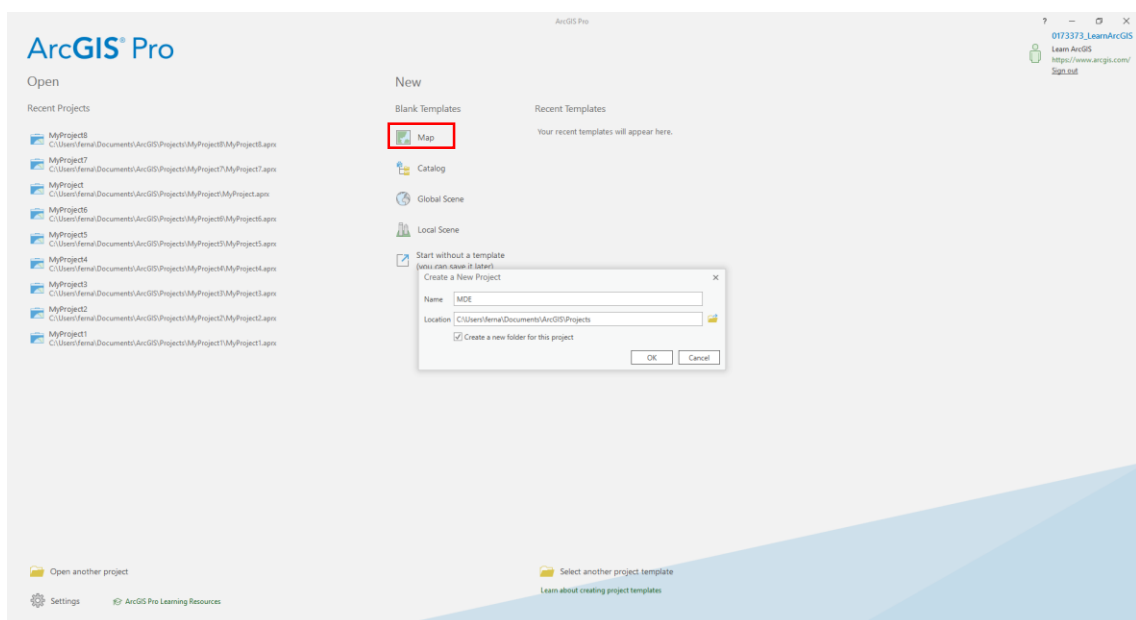 ArcGIS Pro
?
0173373_LearnArcGIS
Learn ArcGIS
https://www.arcgis.com/
Sign out
ArcGIS® Pro
Open
Recent Projects
MyProject8
C:\Users\ferna\Documents\ArcGIS\Projects\MyProject8\MyProject8.aprx
MyProject7
C:\Users\ferna\Documents\ArcGIS\Projects\MyProject7\MyProject7.aprx
MyProject
C:\Users\ferna\Documents\ArcGIS\Projects\MyProject\MyProject.aprx
MyProject6
C:\Users\ferna\Documents\ArcGIS\Projects\MyProject6\MyProject6.aprx
MyProject5
C:\Users\ferna\Documents\ArcGIS\Projects\MyProject5\MyProject5.aprx
MyProject4
C:\Users\ferna\Documents\ArcGIS\Projects\MyProject4\MyProject4.aprx
MyProject3
C:\Users\ferna\Documents\ArcGIS\Projects\MyProject3\MyProject3.aprx
MyProject2
C:\Users\ferna\Documents\ArcGIS\Projects\MyProject2\MyProject2.aprx
MyProject1
C:\Users\ferna\Documents\ArcGIS\Projects\MyProject1\MyProject1.aprx
New
Blank Templates
Map
Catalog
Global Scene
Local Scene
Start without a template
(you can save it later)
Recent Templates
Your recent templates will appear here.
Create a New Project
Name MDE
Location C:\Users\ferna\Documents\ArcGIS\Projects
Create a new folder for this project
OK Cancel
Open another project
Settings ArcGIS Pro Learning Resources
Select another project template
Learn about creating project templates